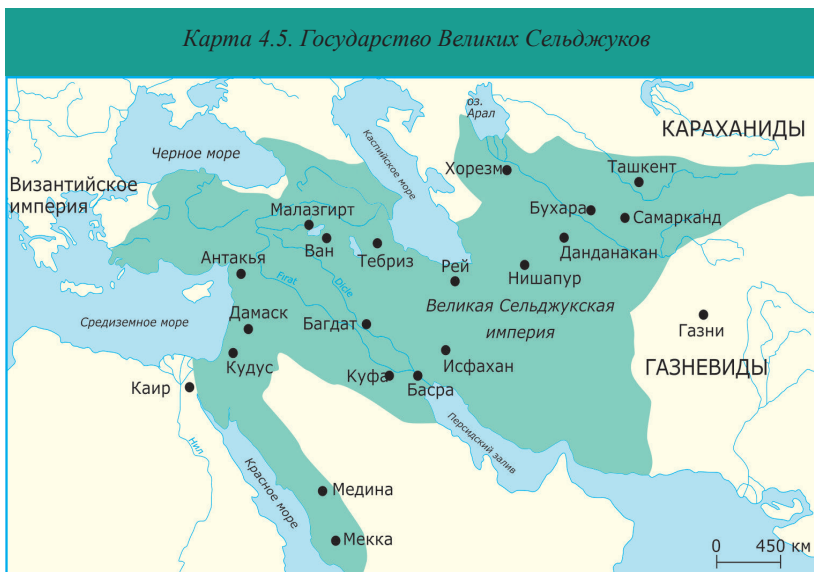 Карта 4.5. Государство Великих Сельджуков
оз.
Арал
КАРАХАНИДЫ
Каспийское море
Черное море
Хорезм
Ташкент
Византийское
империя
Малазгирт
Бухара
Самарканд
Ван
Тебриз
Данданакан
Антакья
Рей
Нишапур
Firat
Dicle
Великая Сельджукская
империя
Дамаск
Средиземное море
Багдат
Газни
Кудус
Исфахан
ГАЗНЕВИДЫ
Каир
Куфа
Басра
Персидский залив
Нил
Красное море
Медина
Мекка
0 450 км